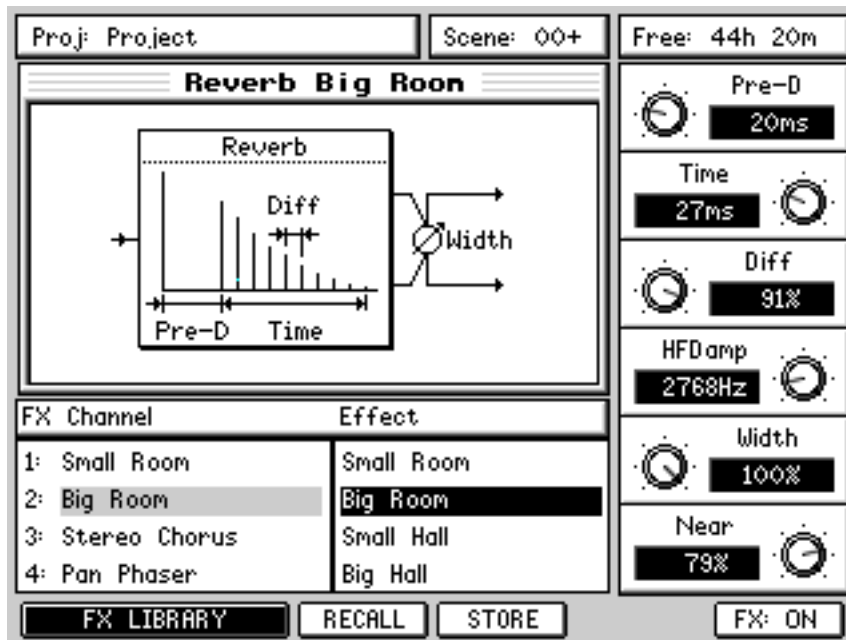 Proj: Project
Scene: 00+
Free: 44h 20m
Reverb Big Roon
Reverb
Diff
Width
Pre-D
Time
Pre-D
20ms
Time
27ms
Diff
91%
HFDamp
2768Hz
Width
100%
Near
79%
FX Channel
Effect
1: Small Room
Small Room
2: Big Room
Big Room
3: Stereo Chorus
Small Hall
4: Pan Phaser
Big Hall
FX LIBRARY
RECALL
STORE
FX: ON